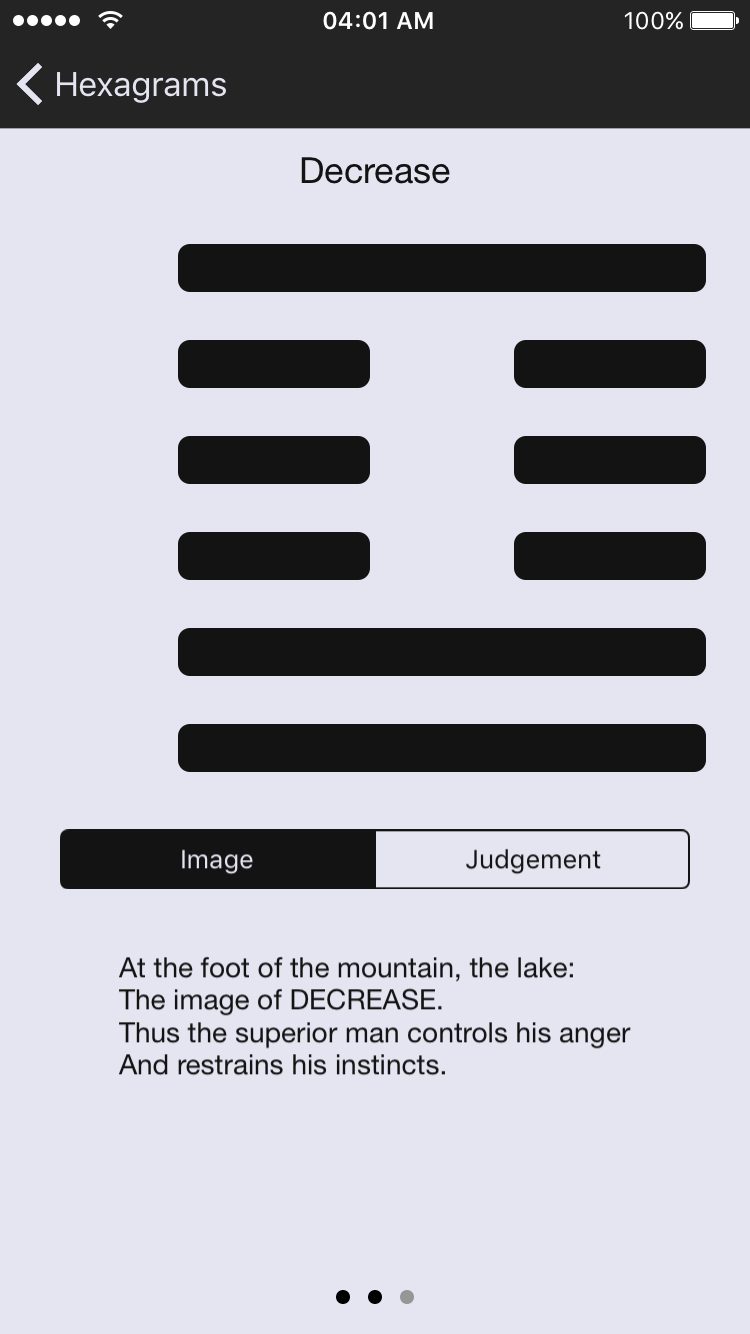 04:01 AM 100%
Hexagrams
Decrease
Image Judgement
At the foot of the mountain, the lake:
The image of DECREASE.
Thus the superior man controls his anger
And restrains his instincts.